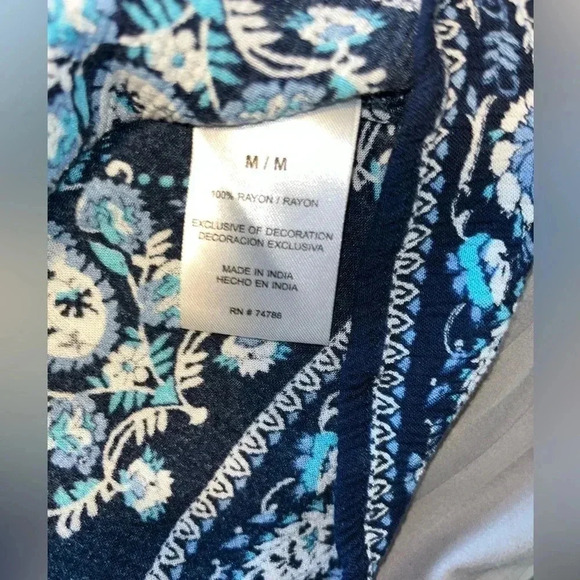 M / M
100% RAYON / RAYON
EXCLUSIVE OF DECORATION
DECORACION EXCLUSIVA
MADE IN INDIA
HECHO EN INDIA
RN # 74786